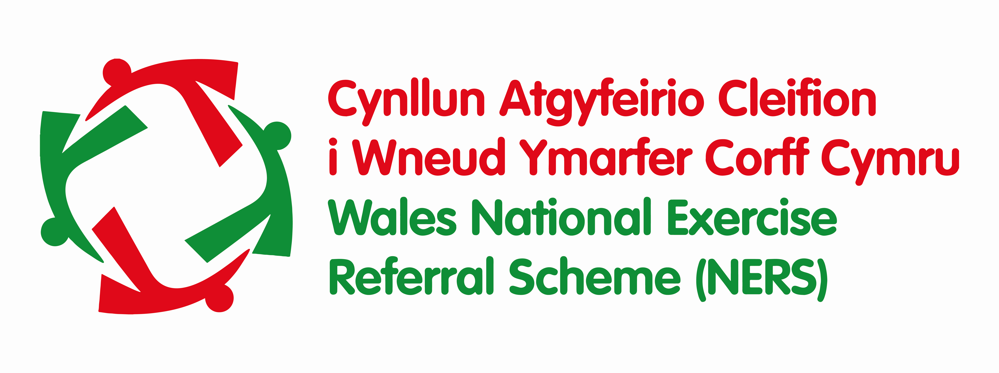 Cynllun Atgyfeirio Cleifion
i Wneud Ymarfer Corff Cymru
Wales National Exercise
Referral Scheme (NERS)